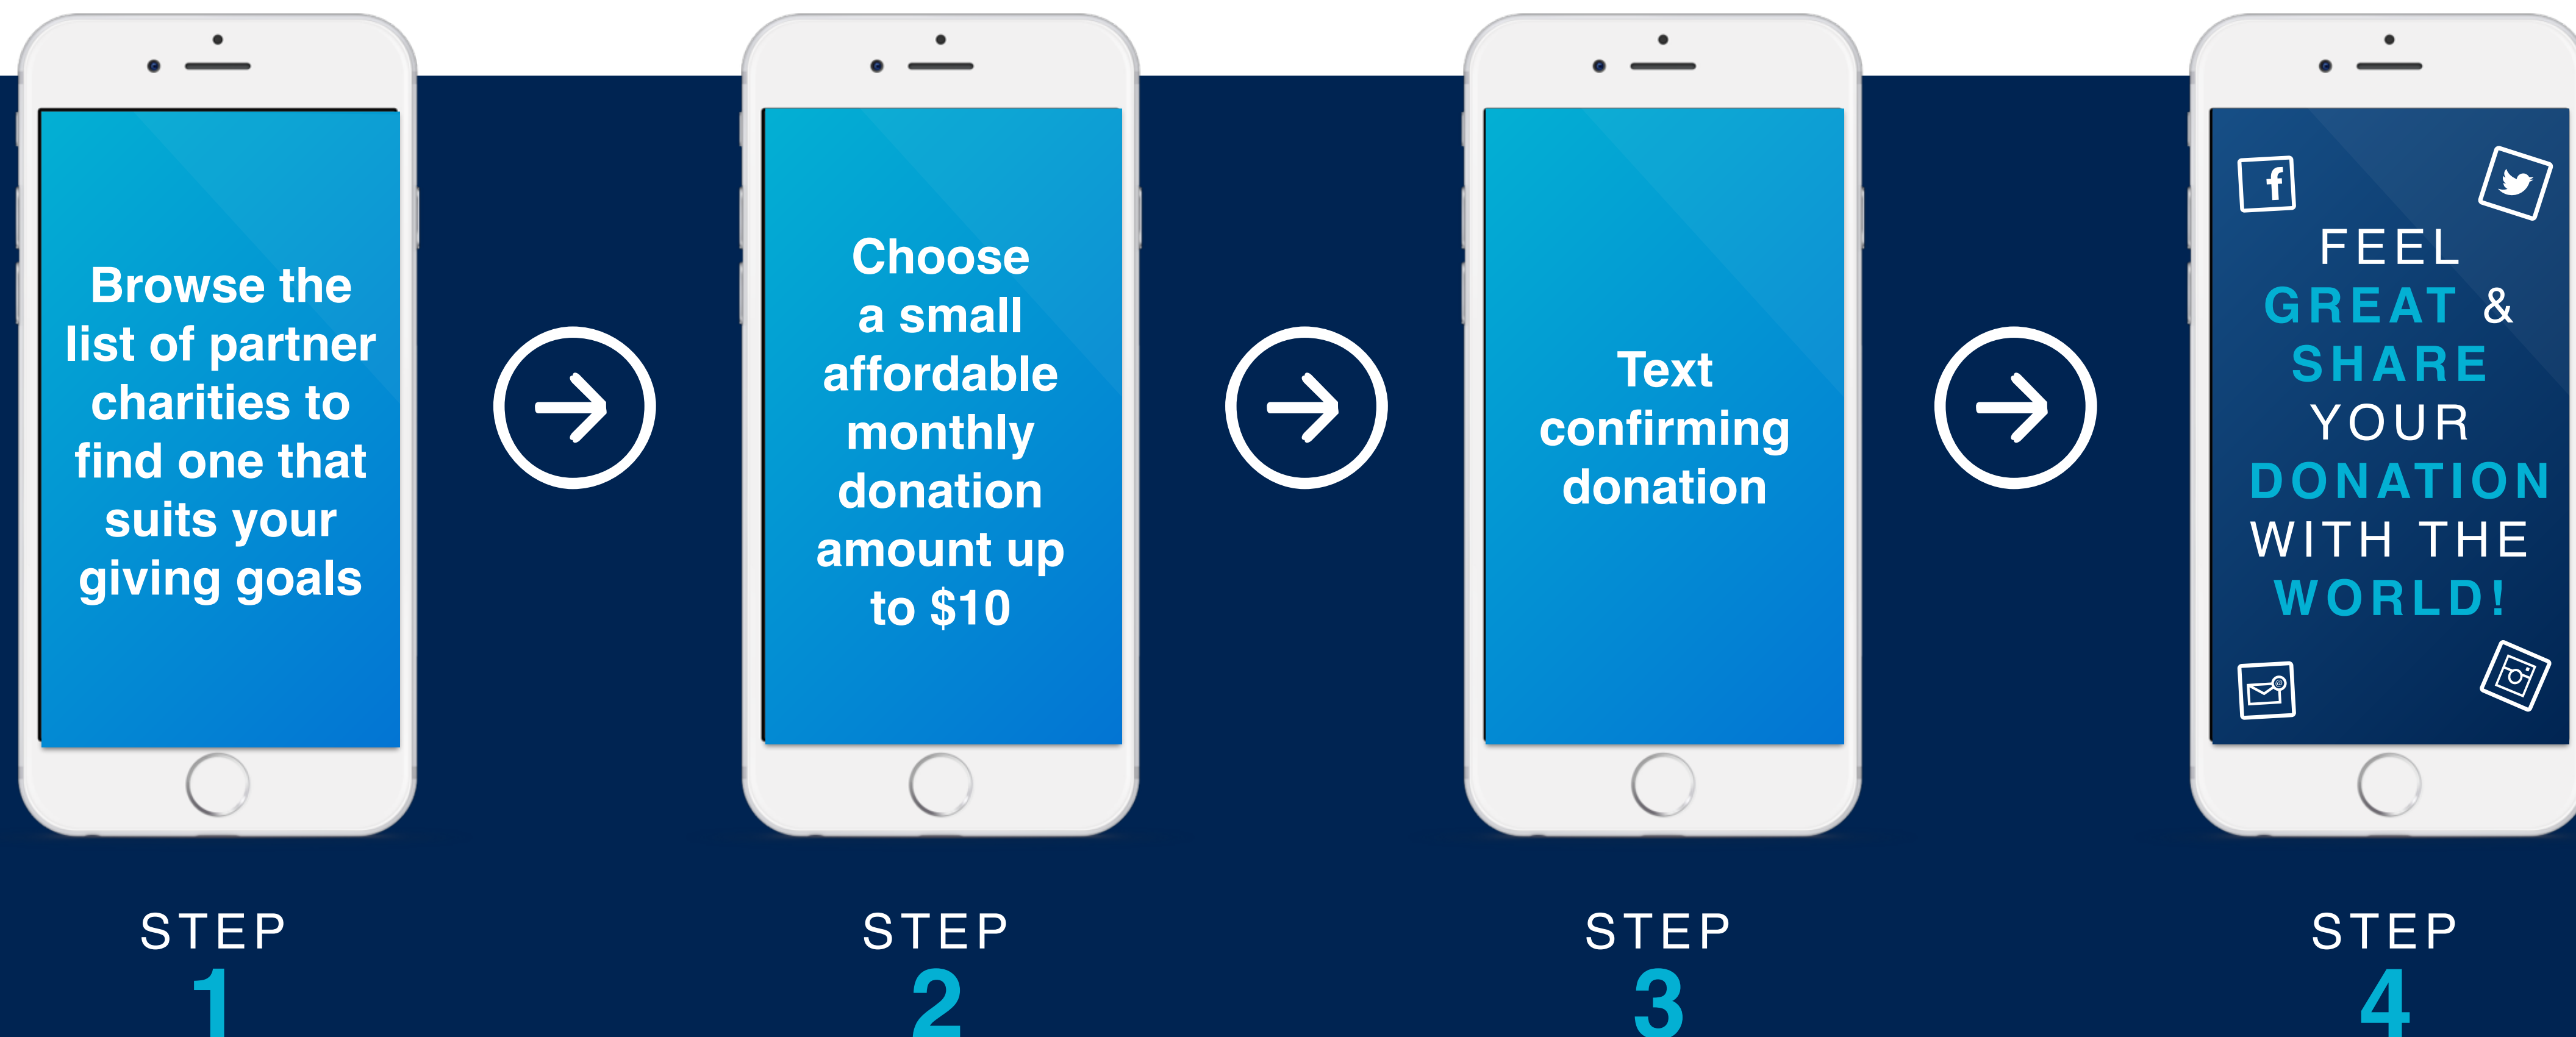 Browse the
list of partner
charities to
find one that
suits your
giving goals
Choose
a small
affordable
monthly
donation
amount up
to $10
Text
confirming
donation
f
FEEL
GREAT &
SHARE
YOUR
DONATION
WITH THE
WORLD!
@
STEP
1
STEP
2
STEP
3
STEP
4